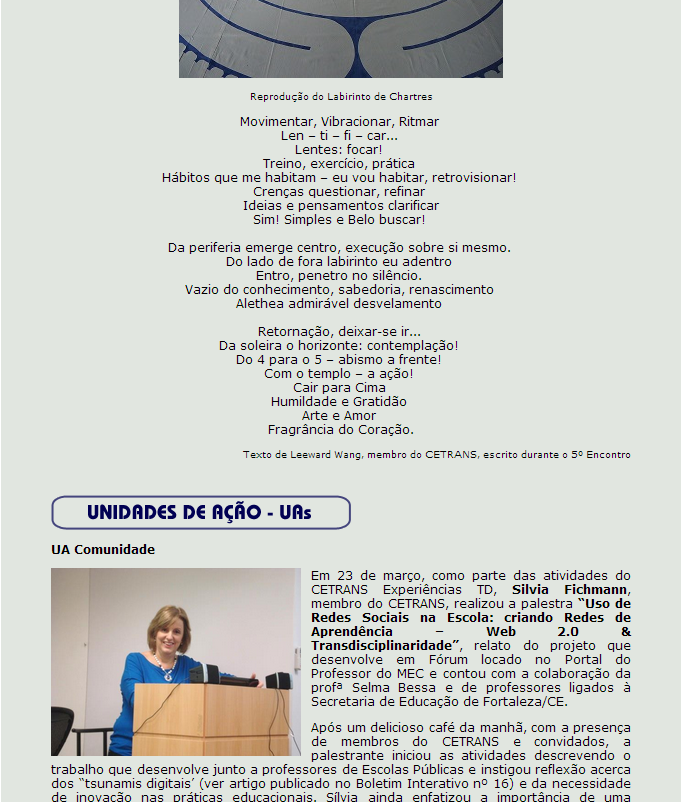 Reprodução do Labirinto de Chartres
Movimentar, Vibracionar, Ritmar
Len – ti – fi – car...
Lentes: focar!
Treino, exercício, prática
Hábitos que me habitam – eu vou habitar, retrovisionar!
Crenças questionar, refinar
Ideias e pensamentos clarificar
Sim! Simples e Belo buscar!
Da periferia emerge centro, execução sobre si mesmo.
Do lado de fora labirinto eu adentro
Entro, penetro no silêncio.
Vazio do conhecimento, sabedoria, renascimento
Alethea admirável desvelamento
Retornação, deixar-se ir...
Da soleira o horizonte: contemplação!
Do 4 para o 5 – abismo a frente!
Com o templo – a ação!
Cair para Cima
Humildade e Gratidão
Arte e Amor
Fragrância do Coração.
Texto de Leeward Wang, membro do CETRANS, escrito durante o 5º Encontro
UNIDADES DE AÇÃO - UAs
UA Comunidade
Em 23 de março, como parte das atividades do
CETRANS Experiências TD, Silvia Fichmann,
membro do CETRANS, realizou a palestra “Uso de
Redes Sociais na Escola: criando Redes de
Aprendência – Web 2.0 &
Transdisciplinaridade”, relato do projeto que
desenvolve em Fórum locado no Portal do
Professor do MEC e contou com a colaboração da
profª Selma Bessa e de professores ligados à
Secretaria de Educação de Fortaleza/CE.
Após um delicioso café da manhã, com a presença
de membros do CETRANS e convidados, a
palestrante iniciou as atividades descrevendo o
trabalho que desenvolve junto a professores de Escolas Públicas e instigou reflexão acerca
dos “tsunamis digitais´ (ver artigo publicado no Boletim Interativo nº 16) e da necessidade
de inovação nas práticas educacionais. Sílvia ainda enfatizou a importância de uma